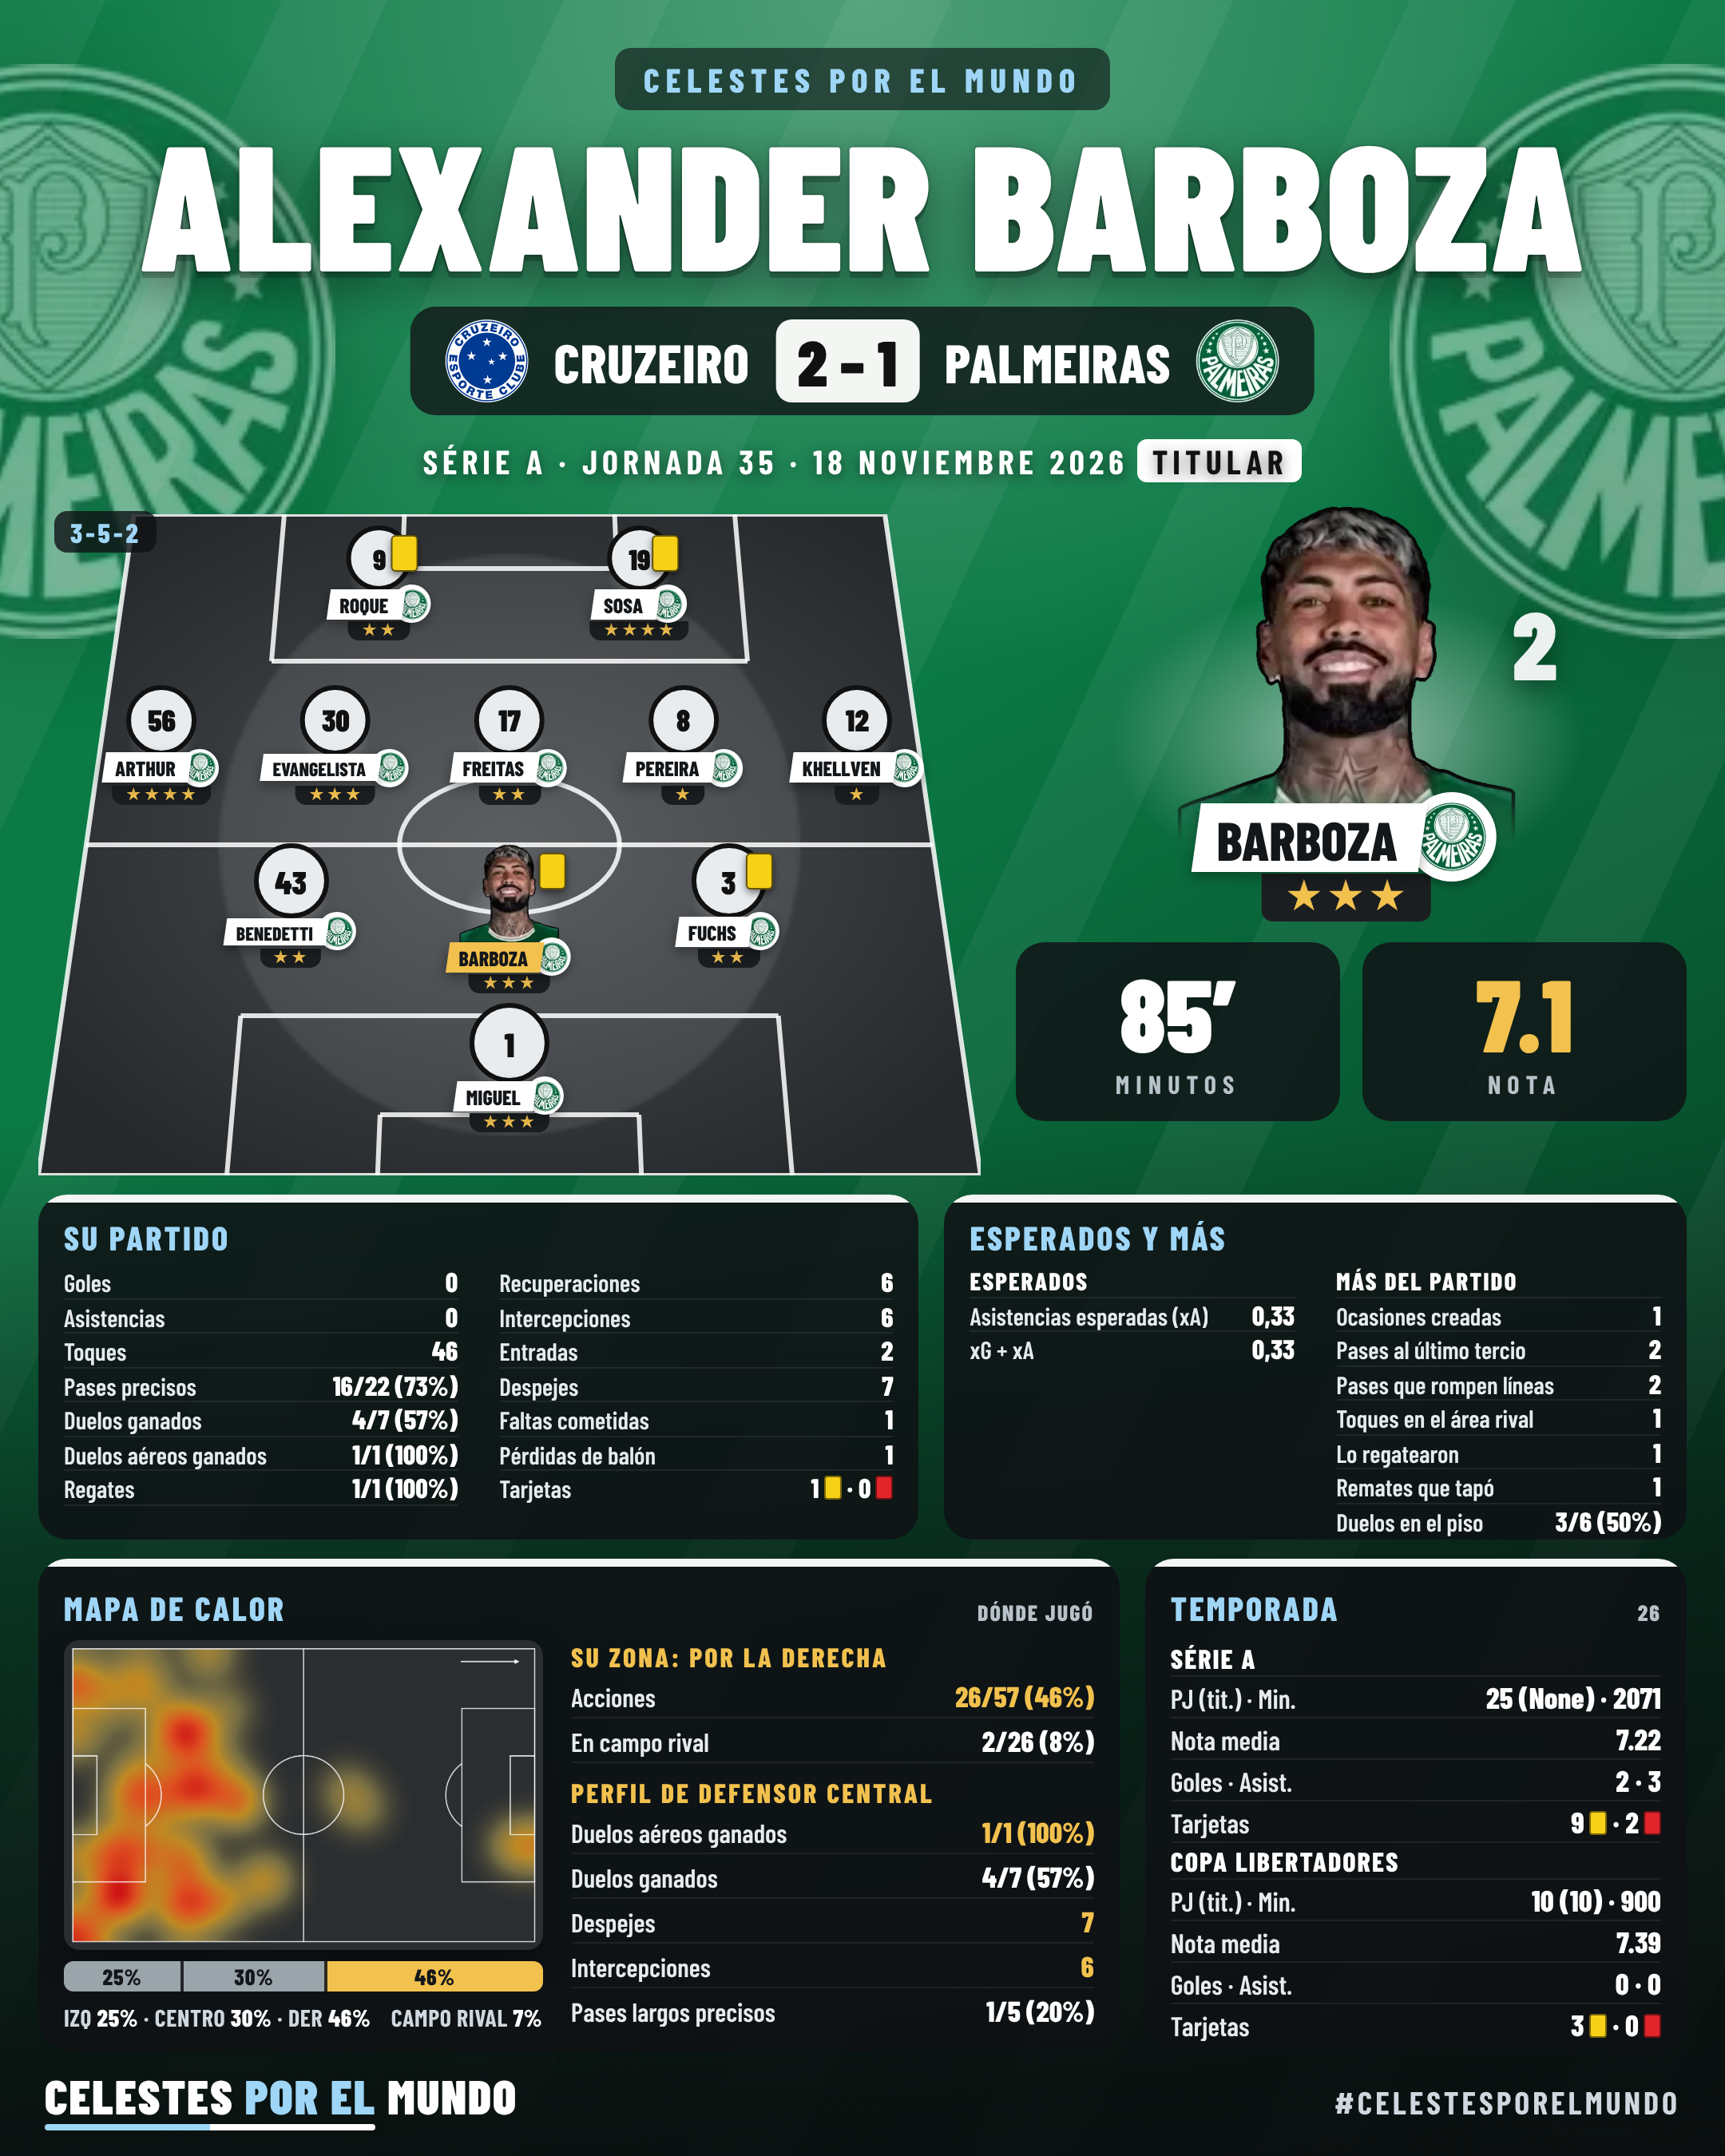 CELESTES POR EL MUNDO
ALEXANDER BARBOZA
CRUZEIRO 2 - 1 PALMEIRAS
SÉRIE A · JORNADA 35 · 18 NOVIEMBRE 2026 TITULAR
3-5-2
9
ROQUE
19
SOSA
56
ARTHUR
30
EVANGELISTA
17
FREITAS
8
PEREIRA
12
KHELLVEN
43
BENEDETTI
BARBOZA
3
FUCHS
1
MIGUEL
2
BARBOZA
85’
MINUTOS
7.1
NOTA
SU PARTIDO
Goles 0
Asistencias 0
Toques 46
Pases precisos 16/22 (73%)
Duelos ganados 4/7 (57%)
Duelos aéreos ganados 1/1 (100%)
Regates 1/1 (100%)
Recuperaciones 6
Intercepciones 6
Entradas 2
Despejes 7
Faltas cometidas 1
Pérdidas de balón 1
Tarjetas 1 · 0
ESPERADOS Y MÁS
ESPERADOS
Asistencias esperadas (xA) 0,33
xG + xA 0,33
MÁS DEL PARTIDO
Ocasiones creadas 1
Pases al último tercio 2
Pases que rompen líneas 2
Toques en el área rival 1
Lo regatearon 1
Remates que tapó 1
Duelos en el piso 3/6 (50%)
MAPA DE CALOR
DÓNDE JUGÓ
25% 30% 46%
IZQ 25% · CENTRO 30% · DER 46% CAMPO RIVAL 7%
SU ZONA: POR LA DERECHA
Acciones 26/57 (46%)
En campo rival 2/26 (8%)
PERFIL DE DEFENSOR CENTRAL
Duelos aéreos ganados 1/1 (100%)
Duelos ganados 4/7 (57%)
Despejes 7
Intercepciones 6
Pases largos precisos 1/5 (20%)
TEMPORADA 26
SÉRIE A
PJ (tit.) · Min. 25 (None) · 2071
Nota media 7.22
Goles · Asist. 2 · 3
Tarjetas 9 · 2
COPA LIBERTADORES
PJ (tit.) · Min. 10 (10) · 900
Nota media 7.39
Goles · Asist. 0 · 0
Tarjetas 3 · 0
CELESTES POR EL MUNDO
#CELESTESPORELMUNDO